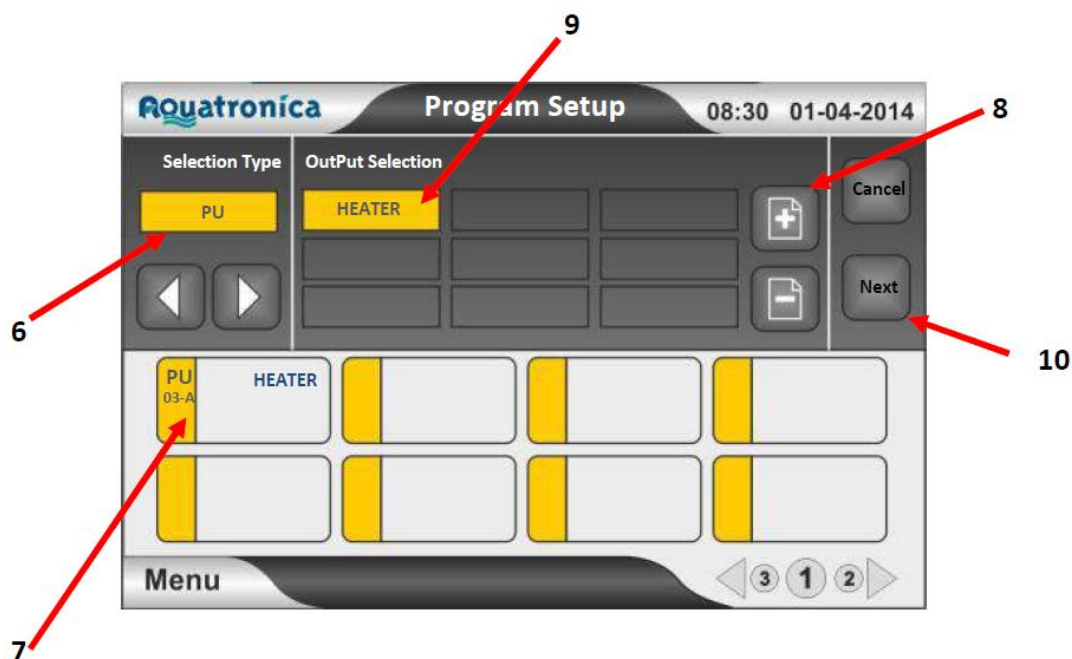 9
Aquatronica
Program Setup
08:30 01-04-2014
8
Selection Type
OutPut Selection
Cancel
PU
HEATER
Next
6
10
PU
HEATER
03-A
Menu
3 1 2
7